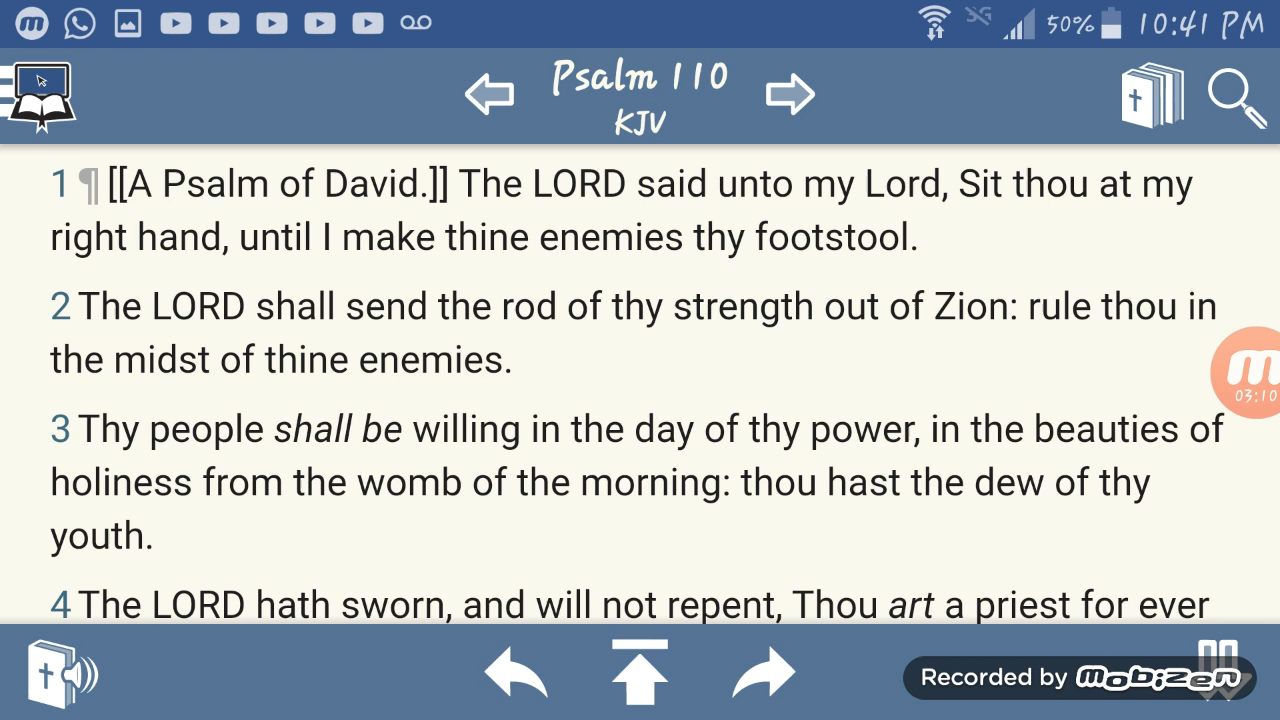 50% 10:41 PM
Psalm 110
KJV
1 ¶ [[A Psalm of David.]] The LORD said unto my Lord, Sit thou at my
right hand, until I make thine enemies thy footstool.
2 The LORD shall send the rod of thy strength out of Zion: rule thou in
the midst of thine enemies.
3 Thy people shall be willing in the day of thy power, in the beauties of
holiness from the womb of the morning: thou hast the dew of thy
youth.
4 The LORD hath sworn, and will not repent, Thou art a priest for ever
m
03:10
Recorded by mobizen